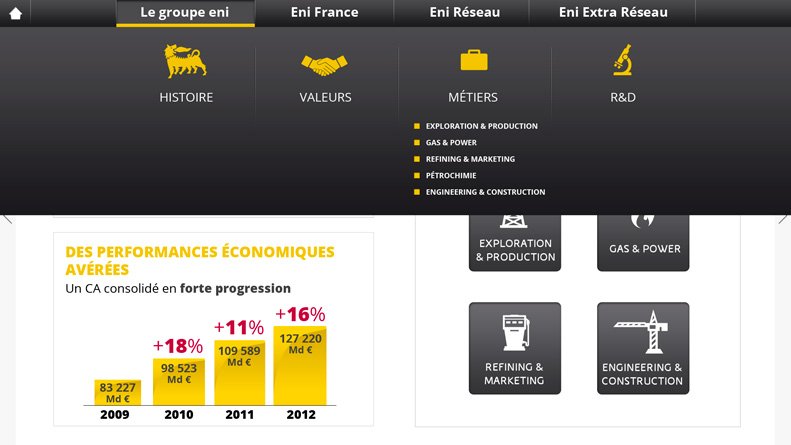 Le groupe eni
Eni France
Eni Réseau
Eni Extra Réseau
HISTOIRE
VALEURS
MÉTIERS
R&D
EXPLORATION & PRODUCTION
GAS & POWER
REFINING & MARKETING
PÉTROCHIMIE
ENGINEERING & CONSTRUCTION
DES PERFORMANCES ÉCONOMIQUES
AVÉRÉES
Un CA consolidé en forte progression
+18%
+11%
+16%
83 227
Md €
98 523
Md €
109 589
Md €
127 220
Md €
2009
2010
2011
2012
EXPLORATION
& PRODUCTION
GAS & POWER
REFINING &
MARKETING
ENGINEERING &
CONSTRUCTION